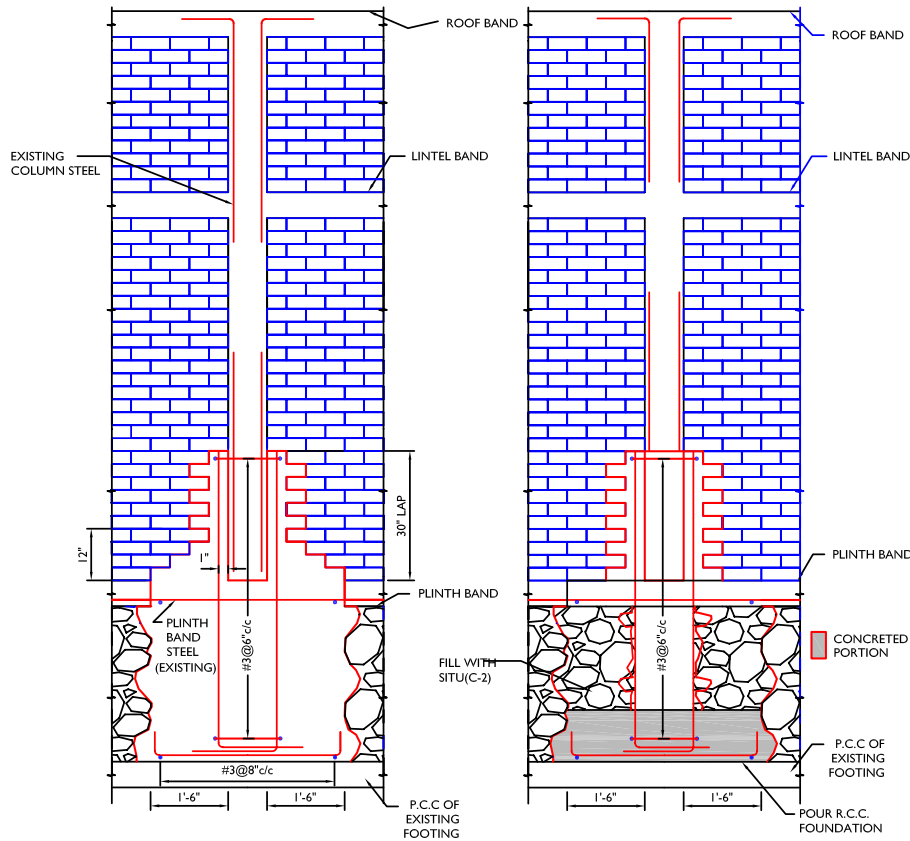 ROOF BAND
EXISTING
COLUMN STEEL
LINTEL BAND
30" LAP
12"
1"
PLINTH BAND
PLINTH
BAND
STEEL
(EXISTING)
#3@6"c/c
#3@8"c/c
1'-6"
1'-6"
P.C.C OF
EXISTING
FOOTING
ROOF BAND
LINTEL BAND
PLINTH BAND
CONCRETED
PORTION
FILL WITH
SITU(C-2)
#3@6"c/c
P.C.C OF
EXISTING
FOOTING
1'-6"
1'-6"
POUR R.C.C.
FOUNDATION